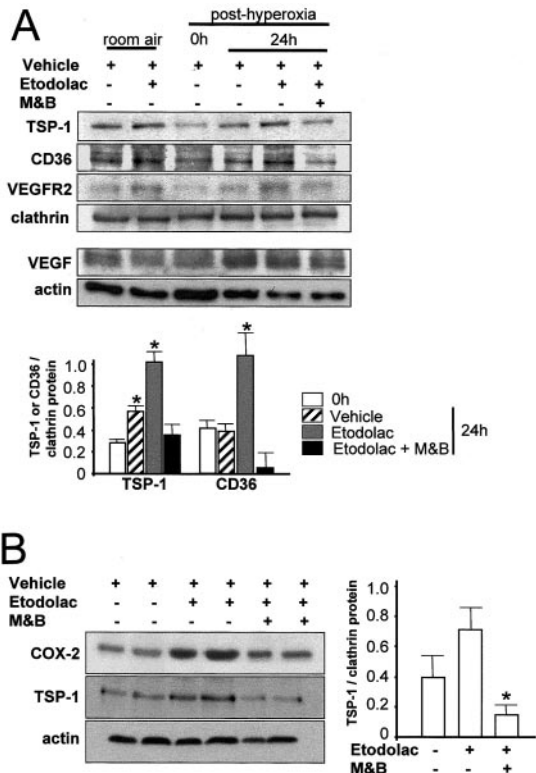 A
post-hyperoxia
room air 0h 24h
Vehicle + + + + + +
Etodolac - + - - + +
M&B - - - - - +
TSP-1
CD36
VEGFR2
clathrin
VEGF
actin
TSP-1 or CD36 /
clathrin protein
1.2
1.0
0.8
0.6
0.4
0.2
0
* * *
TSP-1 CD36
0h
Vehicle
Etodolac
Etodolac + M&B
24h
B
Vehicle + + + + + +
Etodolac - - + + + +
M&B - - - - + +
COX-2
TSP-1
actin
TSP-1 / clathrin protein
1.0
0.8
0.6
0.4
0.2
0
*
Etodolac - + +
M&B - - +